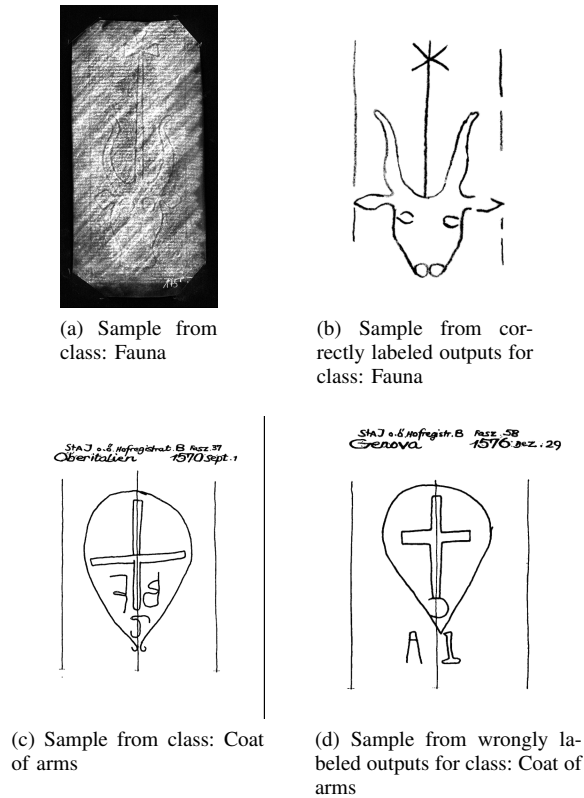 (a) Sample from
class: Fauna
(b) Sample from cor-
rectly labeled outputs for
class: Fauna
StAJ o.ö. Hofregistrat. B Fasz. 37
Oberitalien 1570 Sept. 1
StAJ o.ö. Hofregistr. B Fasz. 58
Genova 1576 Dez. 29
A 1
(c) Sample from class: Coat
of arms
(d) Sample from wrongly la-
beled outputs for class: Coat of
arms